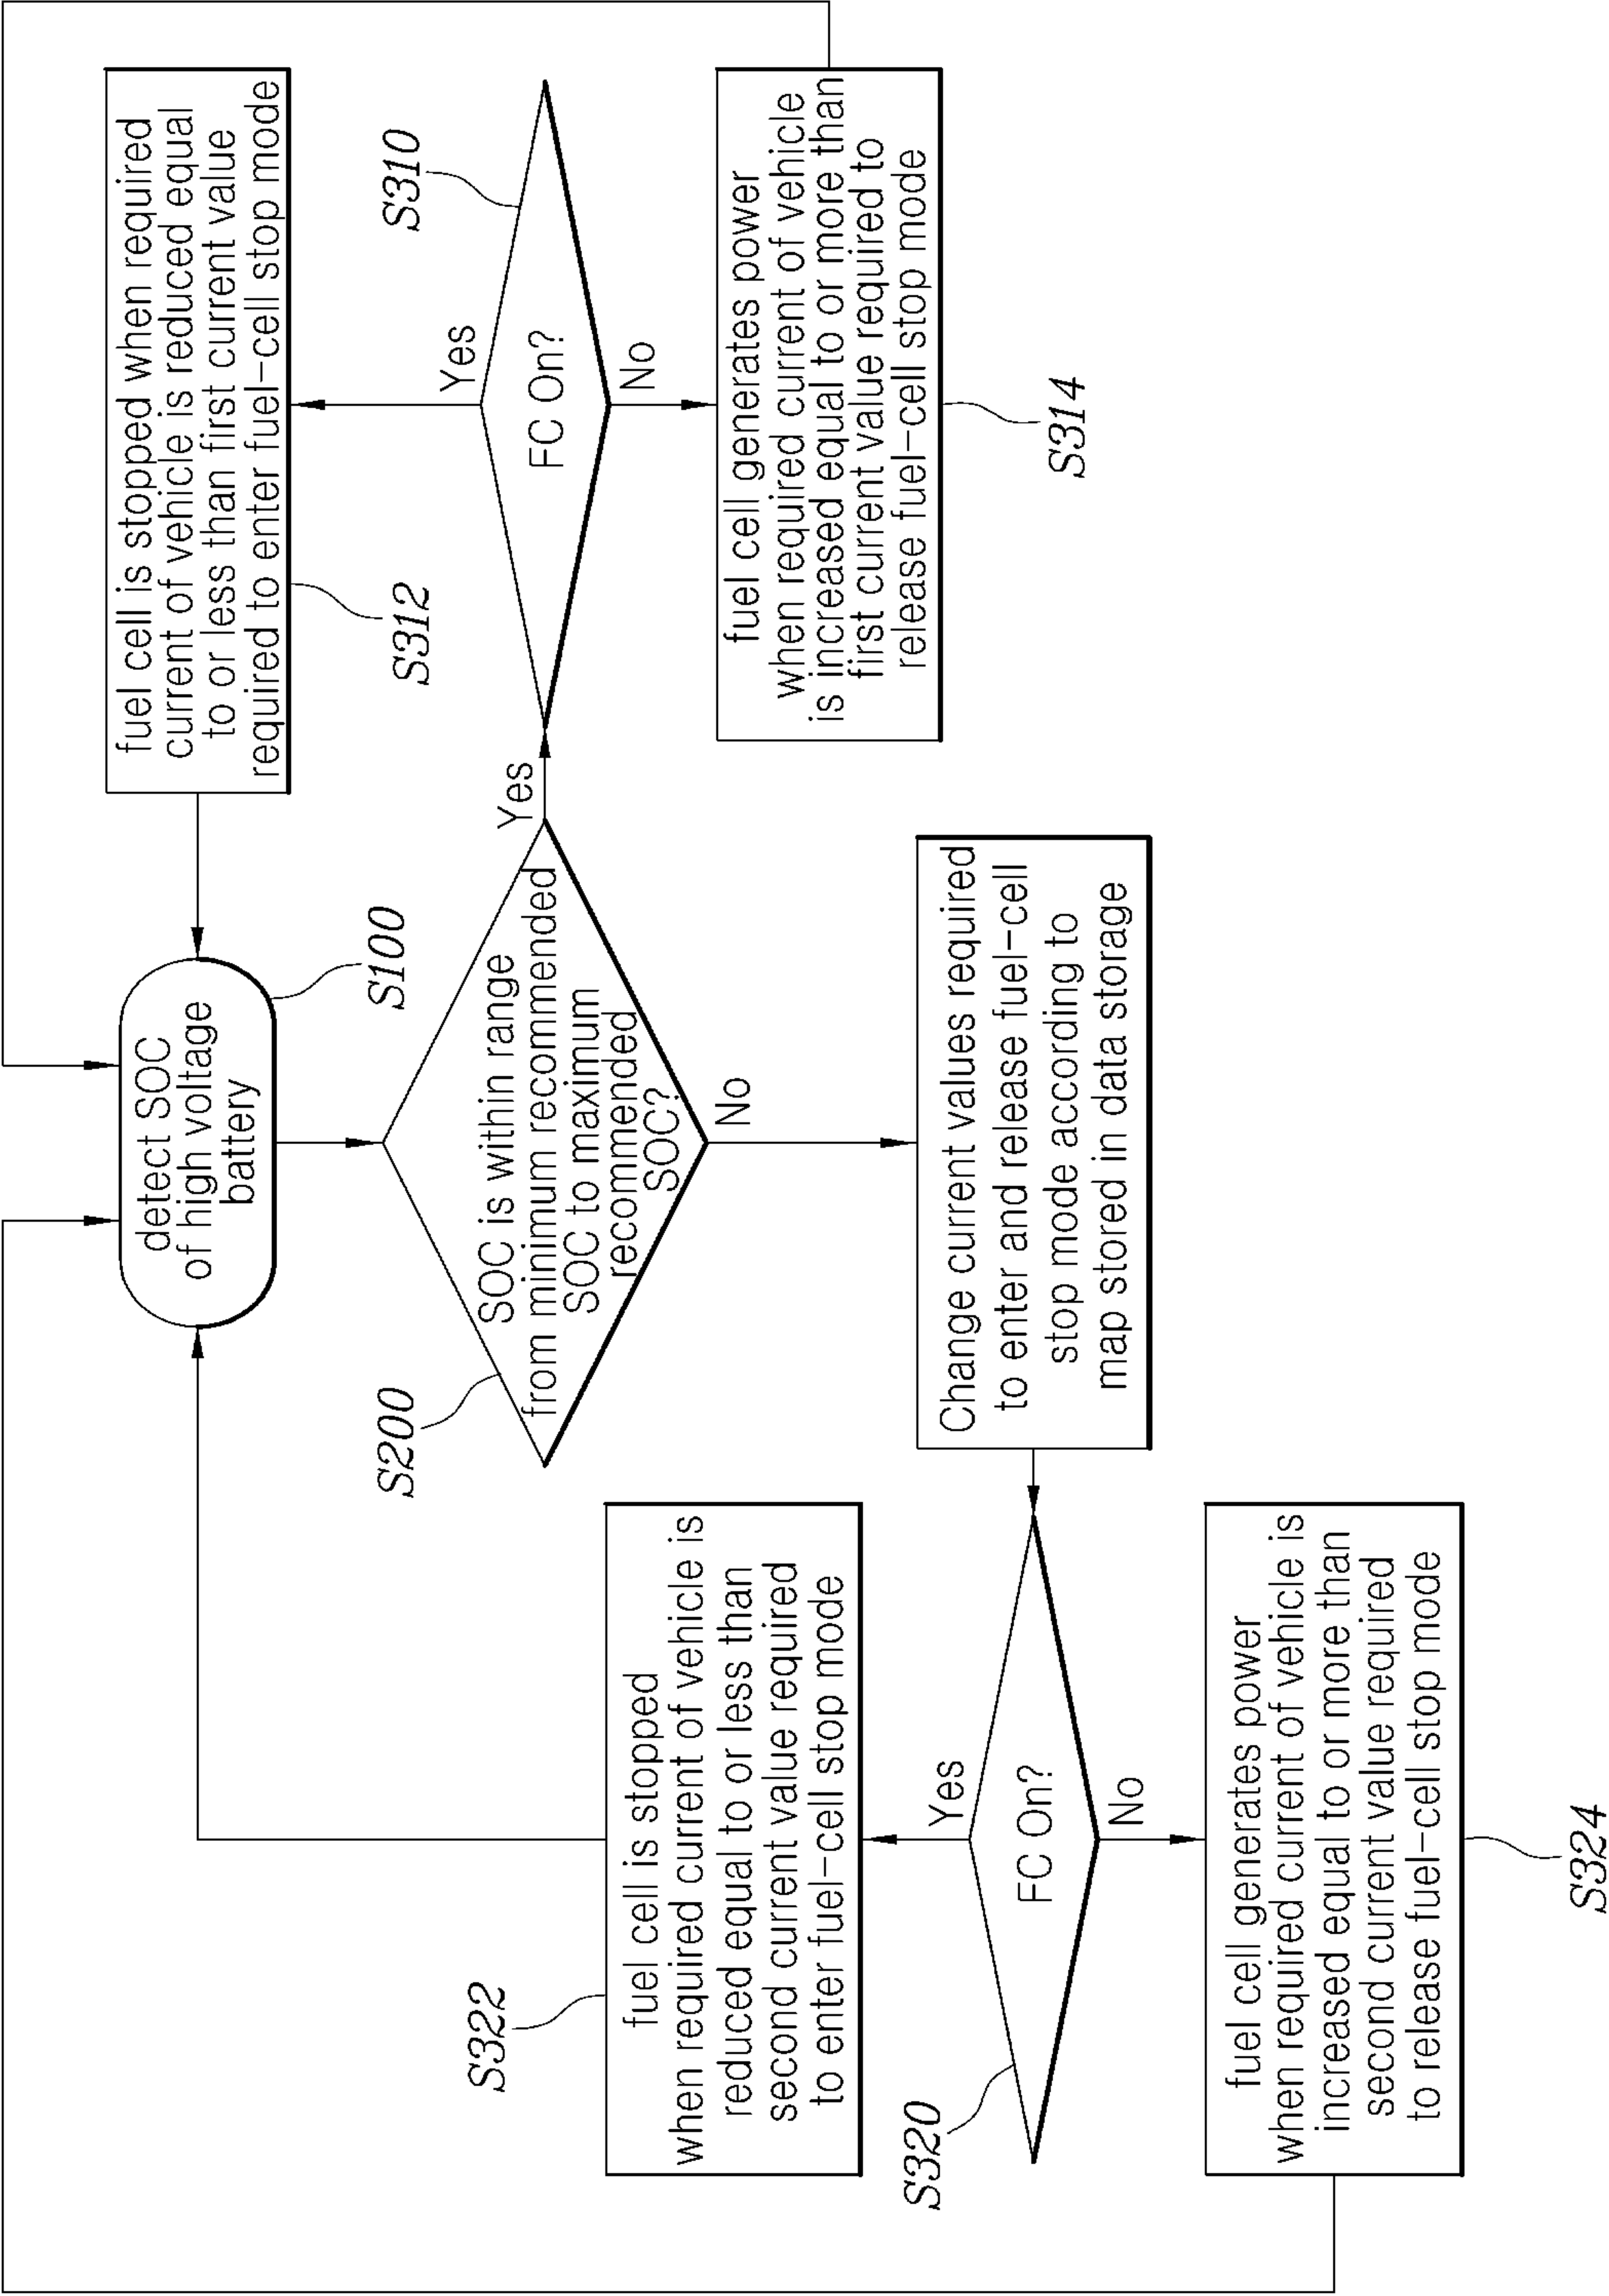 detect SOC
of high voltage
battery
S100
S200
SOC is within range
from minimum recommended
SOC to maximum
recommended
SOC?
Yes
No
S310
FC On?
Yes
No
fuel cell is stopped when required
current of vehicle is reduced equal
to or less than first current value
required to enter fuel-cell stop mode
S312
fuel cell generates power
when required current of vehicle
is increased equal to or more than
first current value required to
release fuel-cell stop mode
S314
Change current values required
to enter and release fuel-cell
stop mode according to
map stored in data storage
S320
FC On?
Yes
No
S322
fuel cell is stopped
when required current of vehicle is
reduced equal to or less than
second current value required
to enter fuel-cell stop mode
fuel cell generates power
when required current of vehicle is
increased equal to or more than
second current value required
to release fuel-cell stop mode
S324